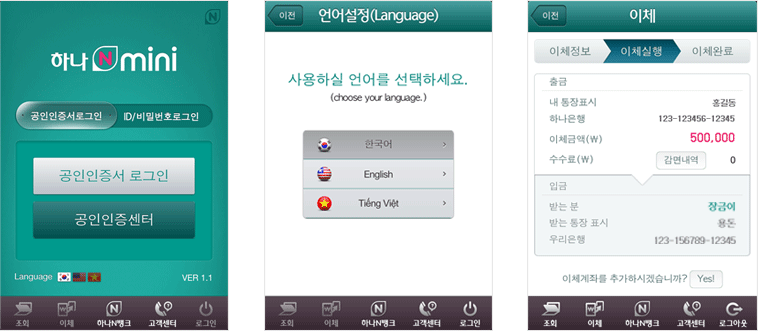 N
하나 N mini
공인인증서로그인 ID/비밀번호로그인
공인인증서 로그인
공인인증센터
Language VER 1.1
조회 이체 하나N뱅크 고객센터 로그인
이전 언어설정(Language)
사용하실 언어를 선택하세요.
(choose your language.)
한국어
English
Tiếng Việt
조회 이체 하나N뱅크 고객센터 로그인
이전 이체
이체정보 이체실행 이체완료
출금
내 통장표시 홍길동
하나은행 123-123456-12345
이체금액(₩) 500,000
수수료(₩) 감면내역 0
입금
받는 분 장금이
받는 통장 표시 용돈
우리은행 123-156789-12345
이체계좌를 추가하시겠습니까? Yes!
조회 이체 하나N뱅크 고객센터 로그아웃